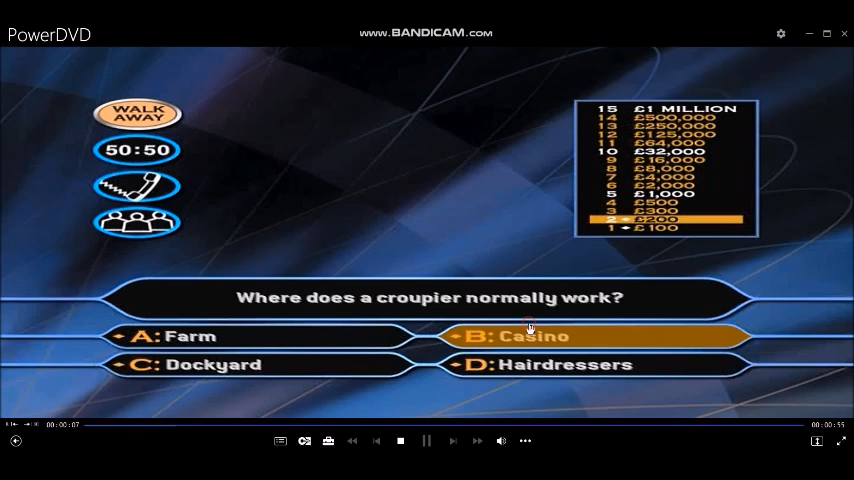 PowerDVD
www.BANDICAM.com
WALK
AWAY
50:50
15 £1 MILLION
14 £500,000
13 £250,000
12 £125,000
11 £64,000
10 £32,000
9 £16,000
8 £8,000
7 £4,000
6 £2,000
5 £1,000
4 £500
3 £300
2 £200
1 £100
Where does a croupier normally work?
A: Farm
B: Casino
C: Dockyard
D: Hairdressers
00:00:07
00:00:55